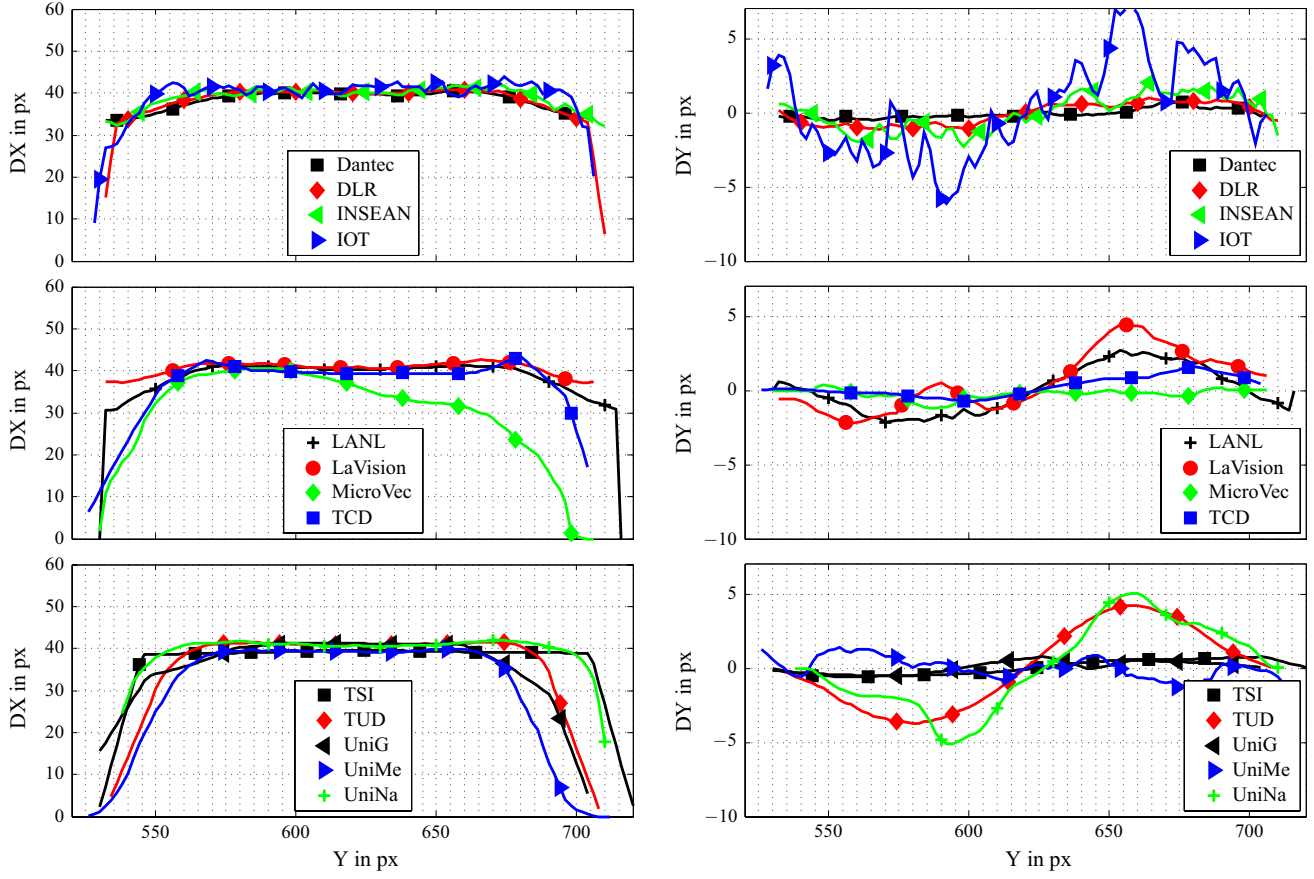 60
50
40
30
20
10
0
DX in px
Dantec
DLR
INSEAN
IOT
5
0
−5
−10
DY in px
Dantec
DLR
INSEAN
IOT
60
50
40
30
20
10
0
DX in px
LANL
LaVision
MicroVec
TCD
5
0
−5
−10
DY in px
LANL
LaVision
MicroVec
TCD
60
50
40
30
20
10
0
DX in px
TSI
TUD
UniG
UniMe
UniNa
550 600 650 700
Y in px
5
0
−5
−10
DY in px
TSI
TUD
UniG
UniMe
UniNa
550 600 650 700
Y in px